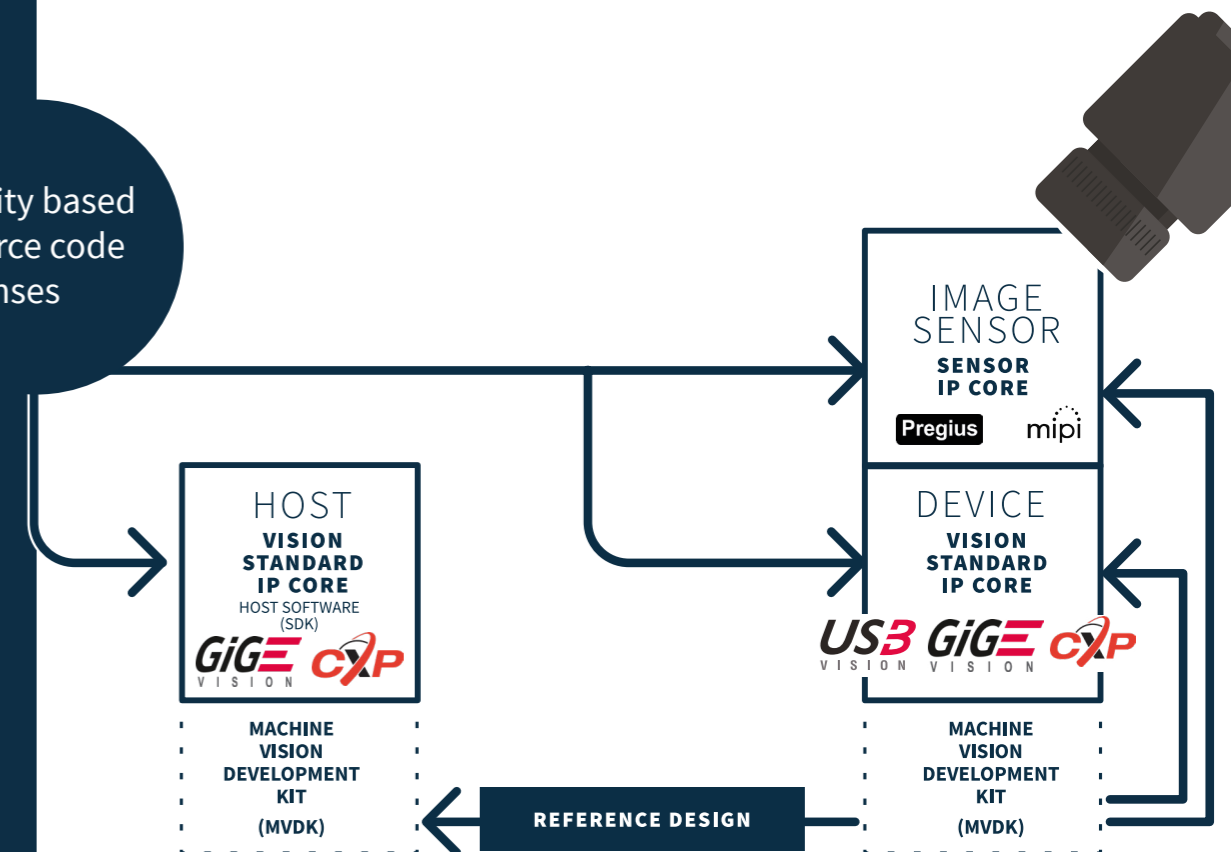 ity based
rce code
nses
IMAGE
SENSOR
SENSOR
IP CORE
Pregius
mipi
HOST
VISION
STANDARD
IP CORE
HOST SOFTWARE
(SDK)
GiGE
VISION
CXP
DEVICE
VISION
STANDARD
IP CORE
USB
VISION
GiGE
VISION
CXP
MACHINE
VISION
DEVELOPMENT
KIT
(MVDK)
REFERENCE DESIGN
MACHINE
VISION
DEVELOPMENT
KIT
(MVDK)